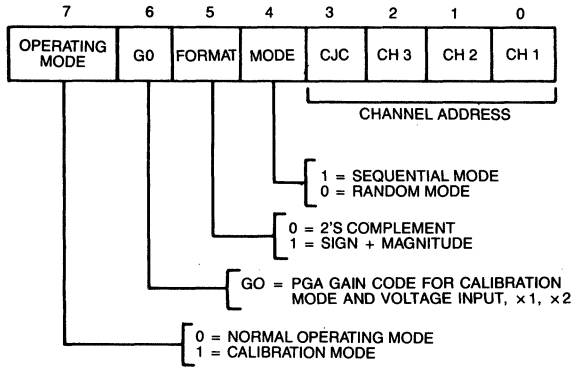 7 6 5 4 3 2 1 0
OPERATING MODE G0 FORMAT MODE CJC CH 3 CH 2 CH 1
CHANNEL ADDRESS
1 = SEQUENTIAL MODE
0 = RANDOM MODE
0 = 2'S COMPLEMENT
1 = SIGN + MAGNITUDE
GO = PGA GAIN CODE FOR CALIBRATION
MODE AND VOLTAGE INPUT, ×1, ×2
0 = NORMAL OPERATING MODE
1 = CALIBRATION MODE